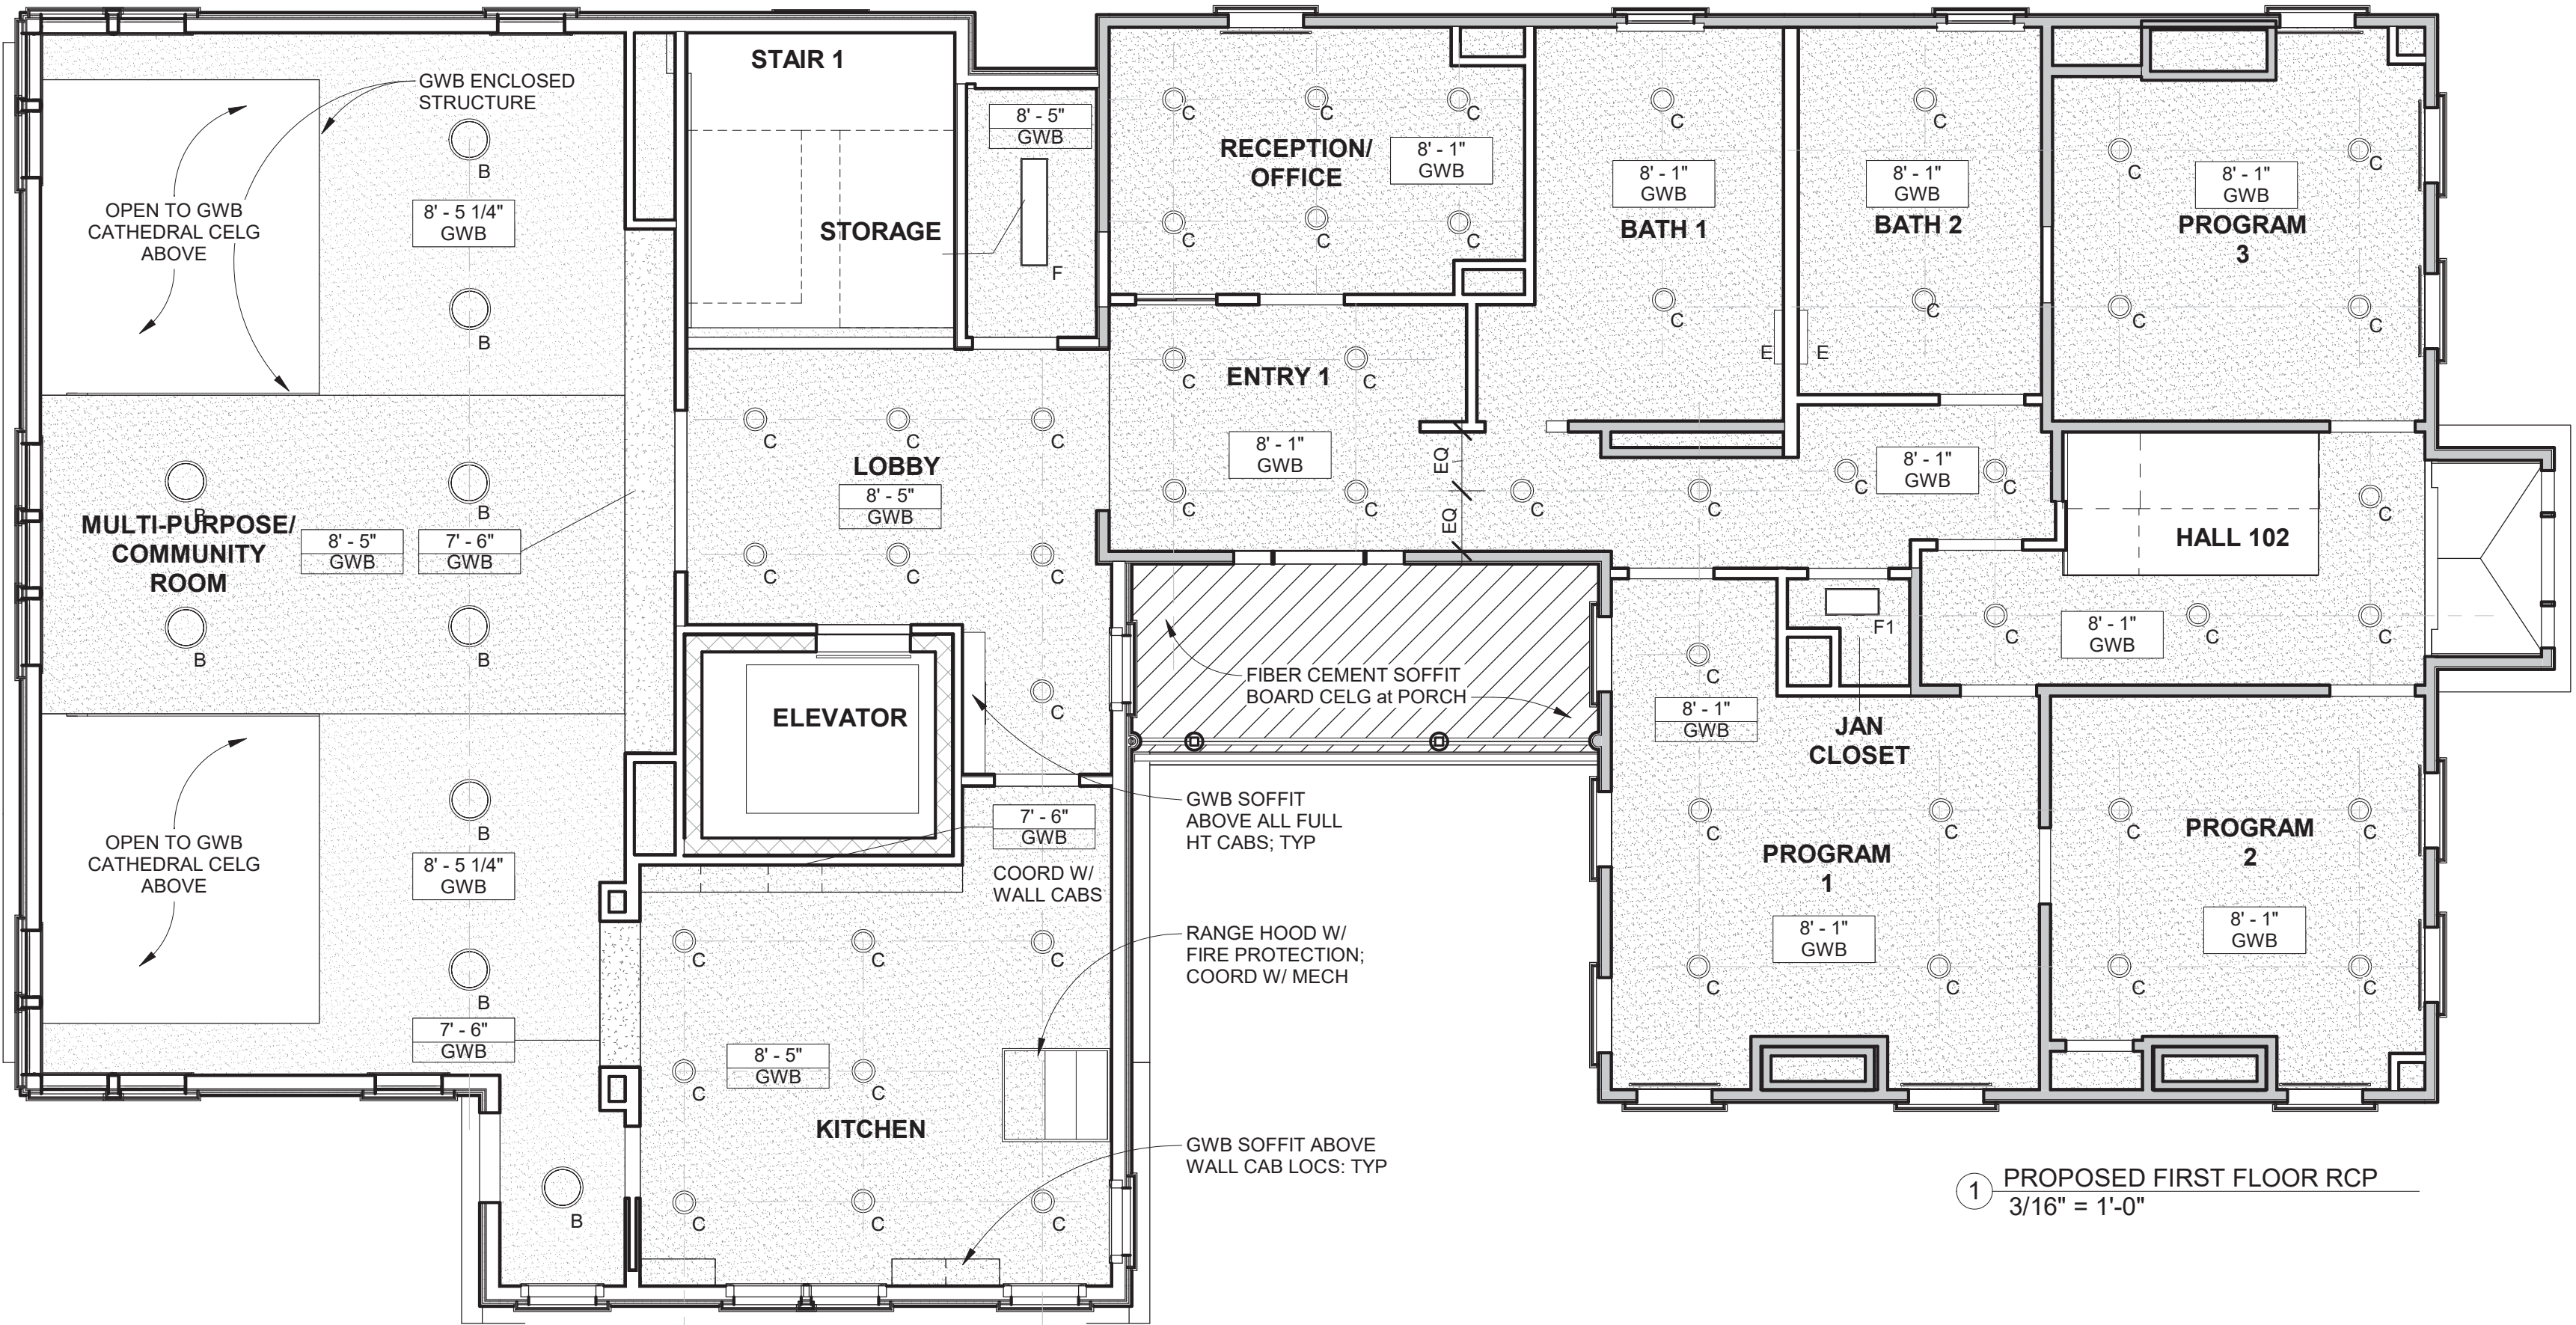 STAIR 1
GWB ENCLOSED
STRUCTURE
8' - 5"
GWB
F
STORAGE
OPEN TO GWB
CATHEDRAL CELG
ABOVE
8' - 5 1/4"
GWB
B
B
C
C
C
RECEPTION/
OFFICE
8' - 1"
GWB
C
C
C
C
8' - 1"
GWB
BATH 1
C
E
C
8' - 1"
GWB
BATH 2
C
E
C
C
8' - 1"
GWB
PROGRAM
3
C
C
C
C
C
LOBBY
8' - 5"
GWB
C
C
C
C
C
ENTRY 1
C
8' - 1"
GWB
C
C
EQ
EQ
C
C
C
8' - 1"
GWB
C
C
HALL 102
C
8' - 1"
GWB
C
C
B
MULTI-PURPOSE/
COMMUNITY
ROOM
8' - 5"
GWB
B
7' - 6"
GWB
B
B
ELEVATOR
FIBER CEMENT SOFFIT
BOARD CELG at PORCH
F1
JAN
CLOSET
C
8' - 1"
GWB
OPEN TO GWB
CATHEDRAL CELG
ABOVE
B
8' - 5 1/4"
GWB
B
7' - 6"
GWB
7' - 6"
GWB
COORD W/
WALL CABS
GWB SOFFIT
ABOVE ALL FULL
HT CABS; TYP
C
C
PROGRAM
1
8' - 1"
GWB
C
C
C
C
PROGRAM
2
8' - 1"
GWB
C
C
C
C
C
RANGE HOOD W/
FIRE PROTECTION;
COORD W/ MECH
8' - 5"
GWB
C
C
KITCHEN
GWB SOFFIT ABOVE
WALL CAB LOCS: TYP
B
C
C
C
1
PROPOSED FIRST FLOOR RCP
3/16" = 1'-0"